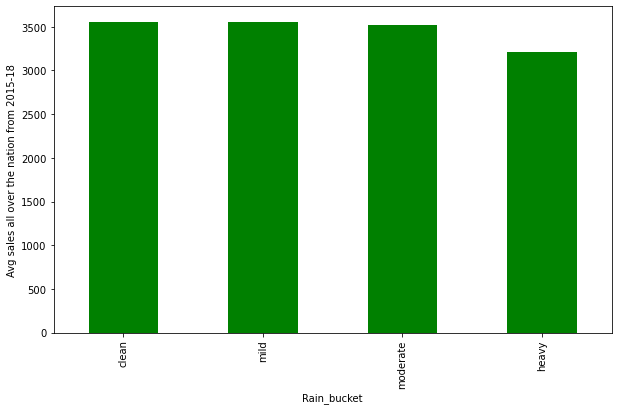 Avg sales all over the nation from 2015-18
3500
3000
2500
2000
1500
1000
500
0
clean
mild
moderate
heavy
Rain_bucket